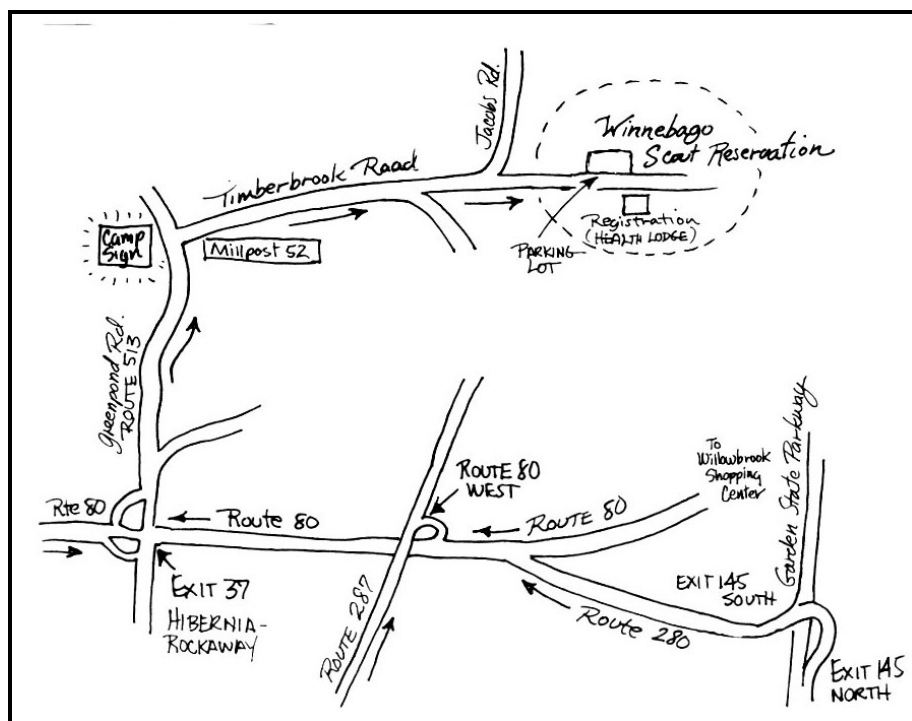 Jacobs Rd.
Winnebago
Scout Reservation
Timberbrook Road
Camp
Sign
Millpost 52
Registration
(HEALTH LODGE)
PARKING
LOT
Greenpond Rd.
ROUTE 513
Garden State Parkway
To
Willowbrook
Shopping
Center
ROUTE 80
WEST
Rte 80
Route 80
ROUTE 80
EXIT 37
HIBERNIA-
ROCKAWAY
ROUTE 287
EXIT 145
SOUTH
Route 280
EXIT 145
NORTH